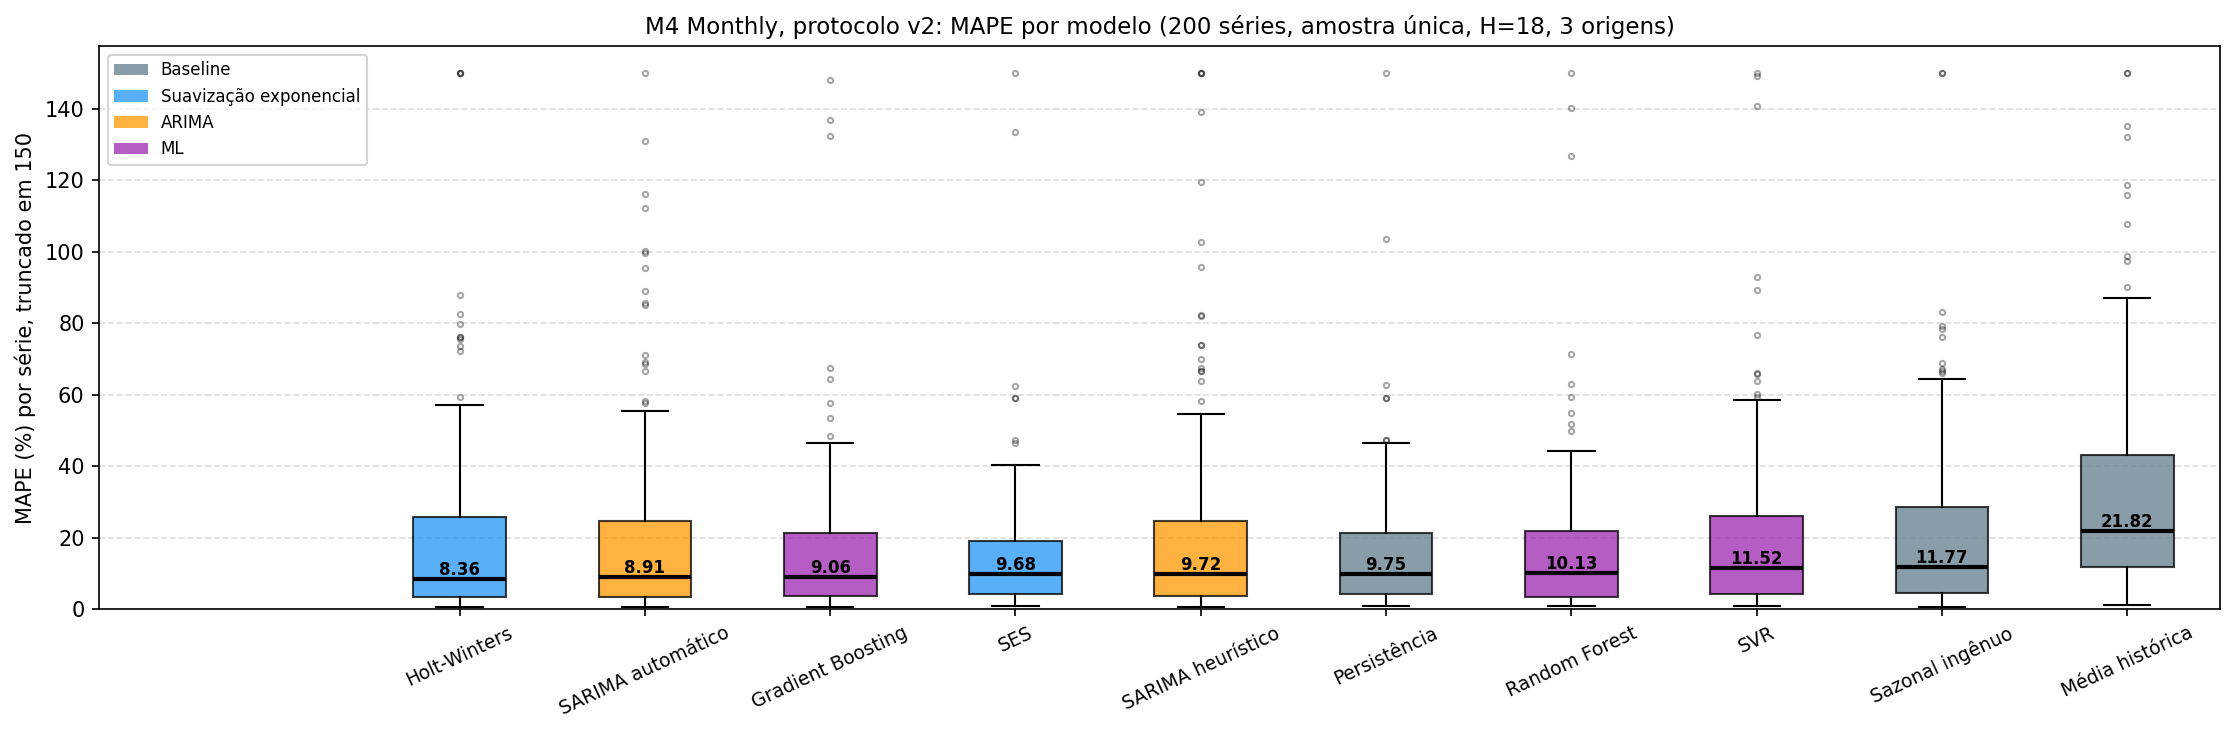 M4 Monthly, protocolo v2: MAPE por modelo (200 séries, amostra única, H=18, 3 origens)
Baseline
Suavização exponencial
ARIMA
ML
MAPE (%) por série, truncado em 150
140
120
100
80
60
40
20
0
8.36
8.91
9.06
9.68
9.72
9.75
10.13
11.52
11.77
21.82
Holt-Winters
SARIMA automático
Gradient Boosting
SES
SARIMA heurístico
Persistência
Random Forest
SVR
Sazonal ingênuo
Média histórica